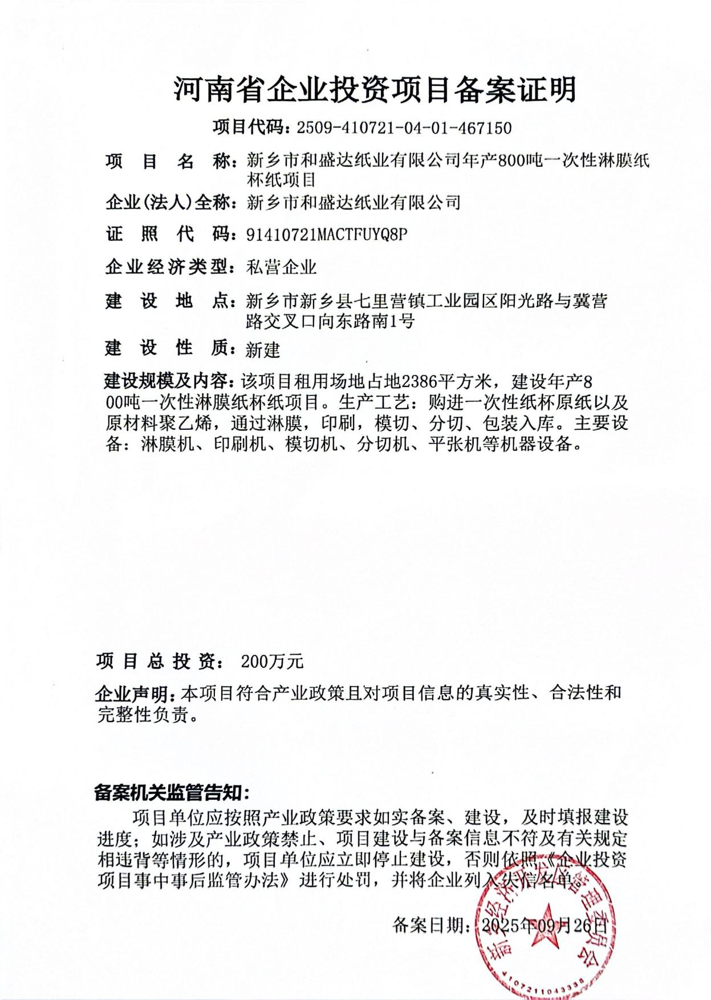 河南省企业投资项目备案证明
项目代码：2509-410721-04-01-467150
项目名称：新乡市和盛达纸业有限公司年产800吨一次性淋膜纸
杯纸项目
企业(法人)全称：新乡市和盛达纸业有限公司
证照代码：91410721MACTFUYQ8P
企业经济类型：私营企业
建设地点：新乡市新乡县七里营镇工业园区阳光路与冀营
路交叉口向东路南1号
建设性质：新建
建设规模及内容：该项目租用场地占地2386平方米，建设年产8
00吨一次性淋膜纸杯纸项目。生产工艺：购进一次性纸杯原纸以及
原材料聚乙烯，通过淋膜，印刷，模切、分切、包装入库。主要设
备：淋膜机、印刷机、模切机、分切机、平张机等机器设备。
项目总投资：200万元
企业声明：本项目符合产业政策且对项目信息的真实性、合法性和
完整性负责。
备案机关监管告知：
项目单位应按照产业政策要求如实备案、建设，及时填报建设
进度；如涉及产业政策禁止、项目建设与备案信息不符及有关规定
相违背等情形的，项目单位应立即停止建设，否则依照《企业投资
项目事中事后监管办法》进行处罚，并将企业列入失信名单。
备案日期：2025年09月26日
新乡经济开发区管理委员会
4107211043338